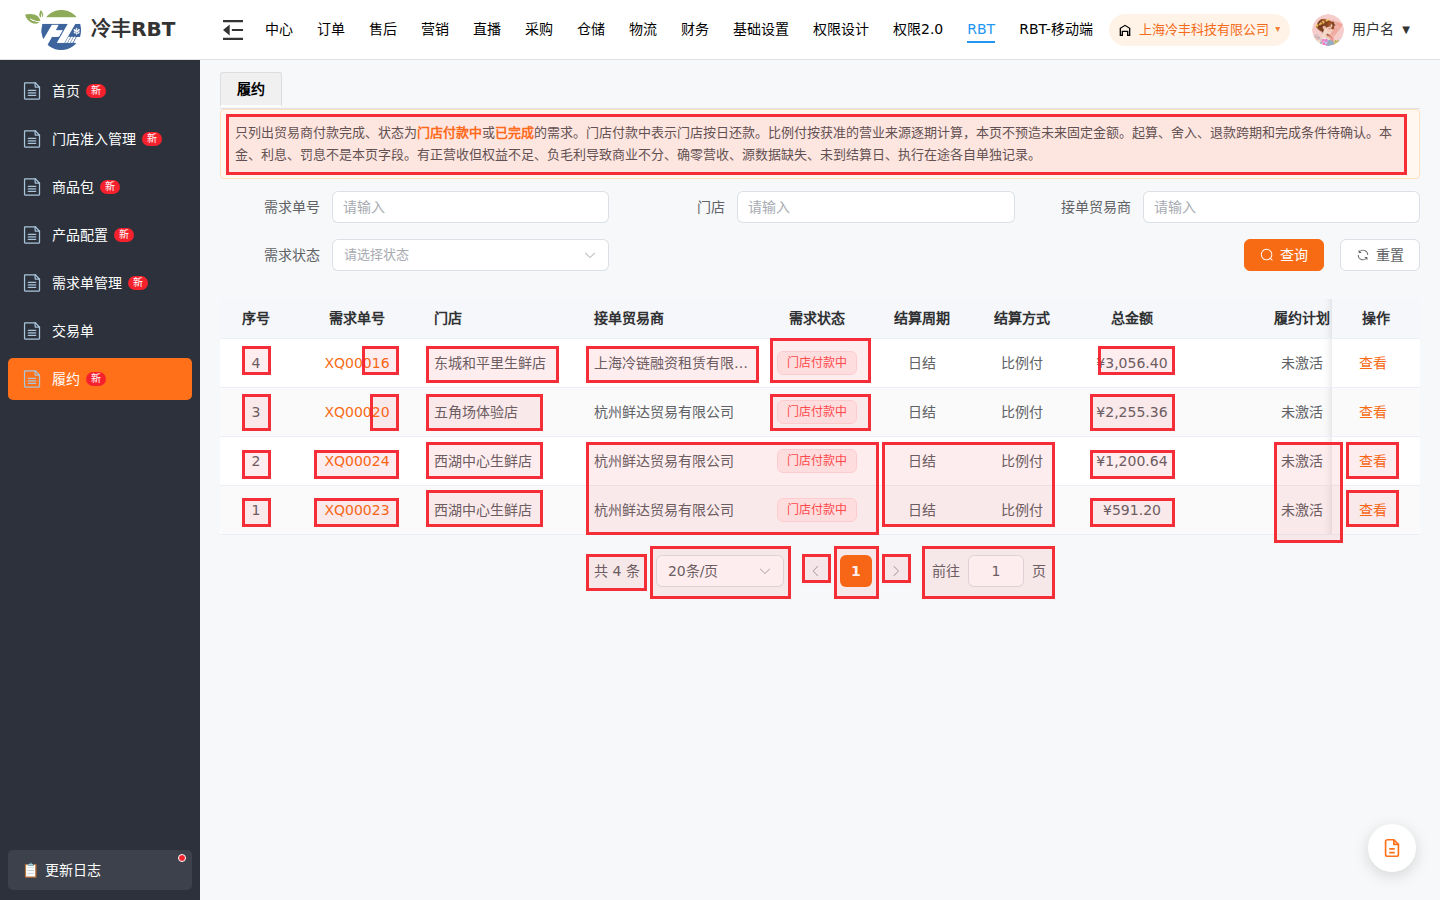 冷丰RBT
中心 订单 售后 营销 直播 采购 仓储 物流 财务 基础设置 权限设计 权限2.0 RBT RBT-移动端 上海冷丰科技有限公司 ▾ 用户名 ▼
首页 新
门店准入管理 新
商品包 新
产品配置 新
需求单管理 新
交易单
履约 新
更新日志
履约
只列出贸易商付款完成、状态为门店付款中或已完成的需求。门店付款中表示门店按日还款。比例付按获准的营业来源逐期计算，本页不预造未来固定金额。起算、舍入、退款跨期和完成条件待确认。本
金、利息、罚息不是本页字段。有正营收但权益不足、负毛利导致商业不分、确零营收、源数据缺失、未到结算日、执行在途各自单独记录。
需求单号 请输入 门店 请输入 接单贸易商 请输入
需求状态 请选择状态 查询 重置
序号 需求单号 门店 接单贸易商 需求状态 结算周期 结算方式 总金额 履约计划 操作
4 XQ00016 东城和平里生鲜店 上海冷链融资租赁有限... 门店付款中 日结 比例付 ¥3,056.40 未激活 查看
3 XQ00020 五角场体验店 杭州鲜达贸易有限公司 门店付款中 日结 比例付 ¥2,255.36 未激活 查看
2 XQ00024 西湖中心生鲜店 杭州鲜达贸易有限公司 门店付款中 日结 比例付 ¥1,200.64 未激活 查看
1 XQ00023 西湖中心生鲜店 杭州鲜达贸易有限公司 门店付款中 日结 比例付 ¥591.20 未激活 查看
共 4 条 20条/页 1 前往 1 页